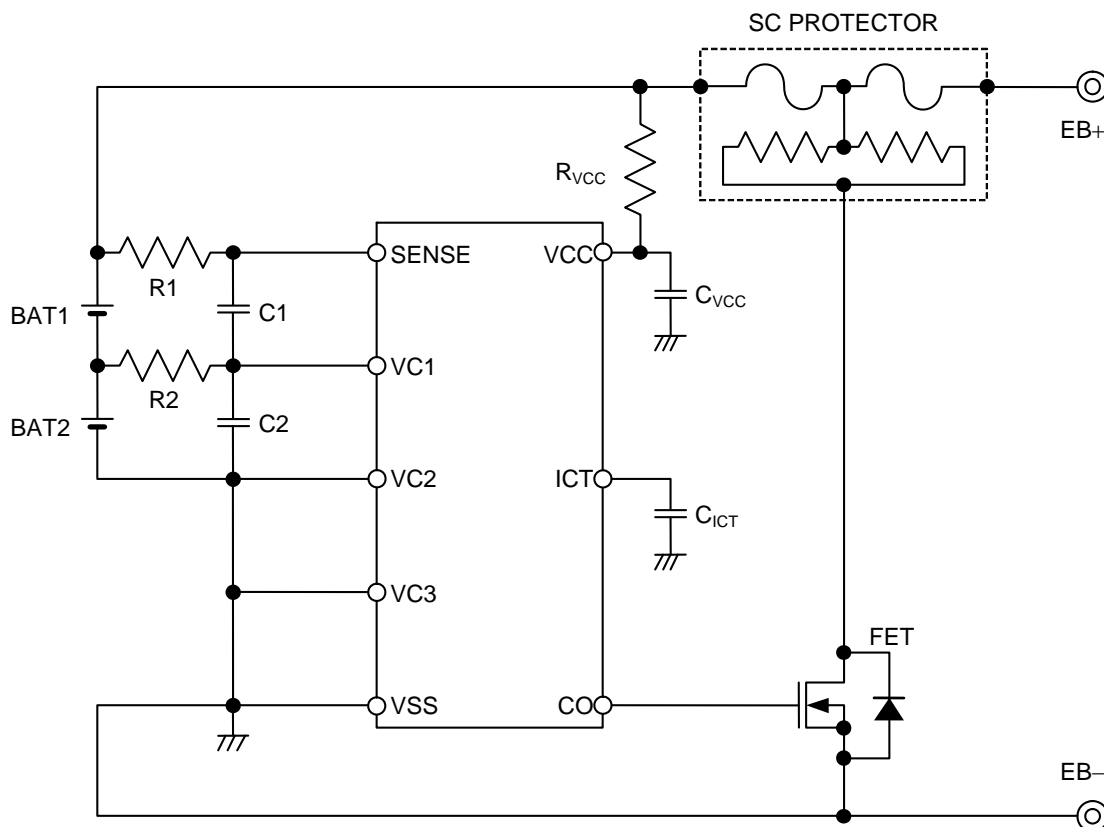 SC PROTECTOR
EB+
RVCC
SENSE
VCC
R1
BAT1
C1
CVCC
VC1
R2
BAT2
C2
VC2
ICT
CICT
VC3
FET
VSS
CO
EB−